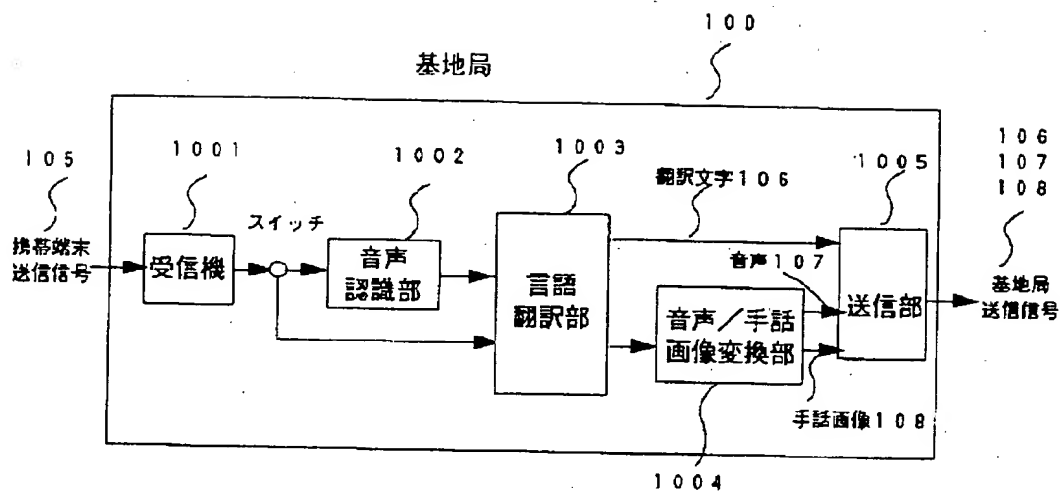 100
基地局
105
1001
1002
1003
1005
106
107
108
スイッチ
翻訳文字106
携帯端末
送信信号
受信機
音声
認識部
言語
翻訳部
音声107
音声/手話
画像変換部
送信部
基地局
送信信号
手話画像108
1004